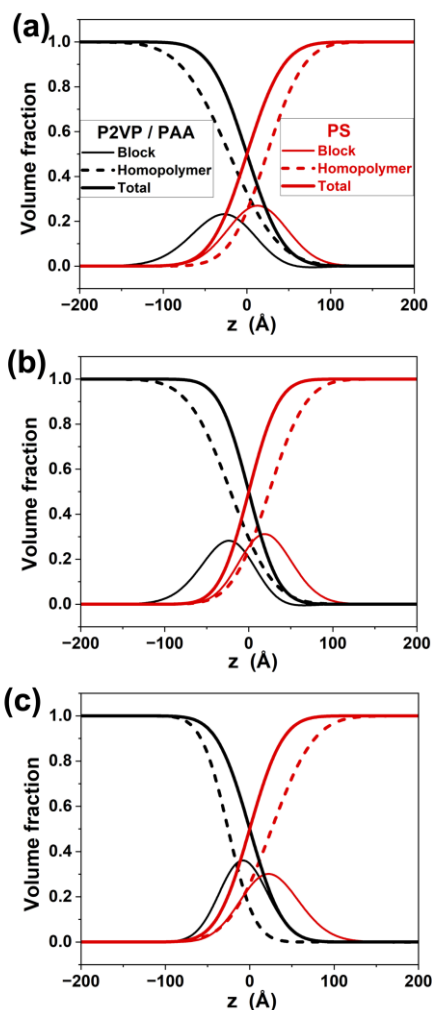 (a)
1.0
0.8
0.6
0.4
0.2
0.0
Volume fraction
P2VP / PAA
Block
Homopolymer
Total
PS
Block
Homopolymer
Total
−200 −100 0 100 200
z (Å)
(b)
1.0
0.8
0.6
0.4
0.2
0.0
Volume fraction
−200 −100 0 100 200
z (Å)
(c)
1.0
0.8
0.6
0.4
0.2
0.0
Volume fraction
−200 −100 0 100 200
z (Å)